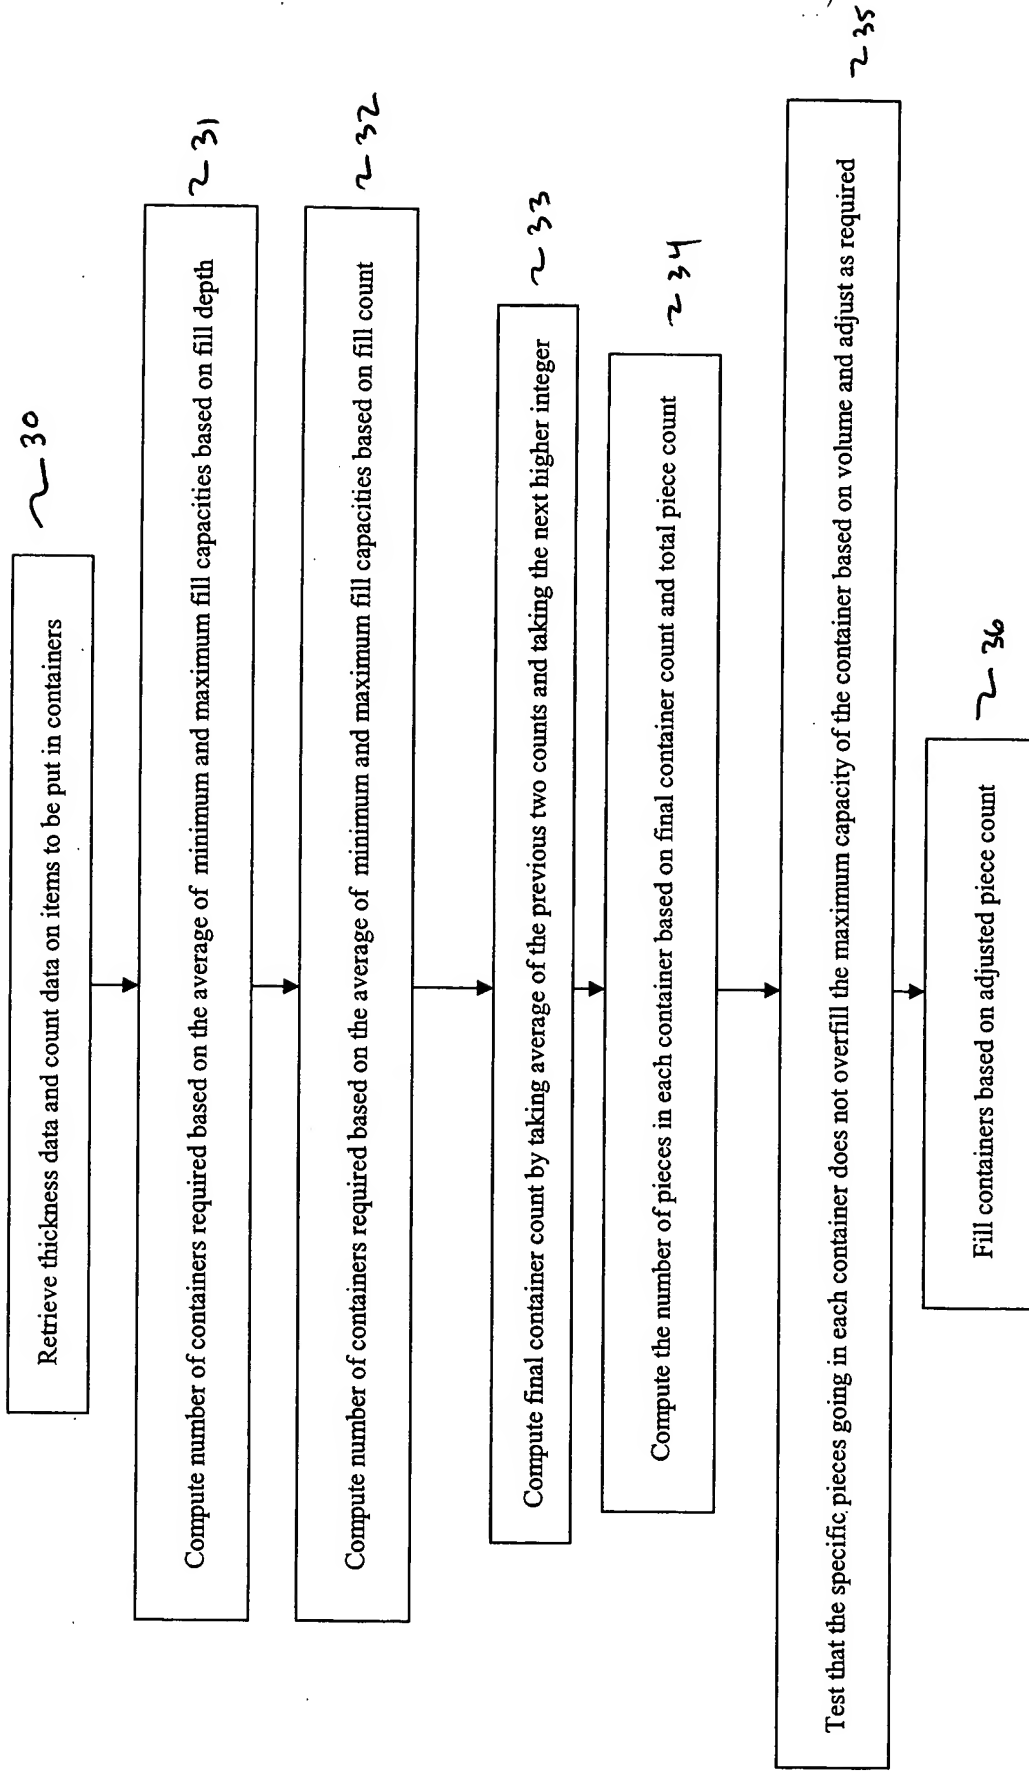 Retrieve thickness data and count data on items to be put in containers
30
Compute number of containers required based on the average of minimum and maximum fill capacities based on fill depth
31
Compute number of containers required based on the average of minimum and maximum fill capacities based on fill count
32
Compute final container count by taking average of the previous two counts and taking the next higher integer
33
Compute the number of pieces in each container based on final container count and total piece count
34
Test that the specific pieces going in each container does not overfill the maximum capacity of the container based on volume and adjust as required
35
Fill containers based on adjusted piece count
36